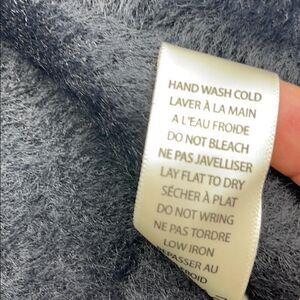 HAND WASH COLD
LAVER À LA MAIN
A L'EAU FROIDE
DO NOT BLEACH
NE PAS JAVELLISER
LAY FLAT TO DRY
SÉCHER À PLAT
DO NOT WRING
NE PAS TORDRE
LOW IRON
AU